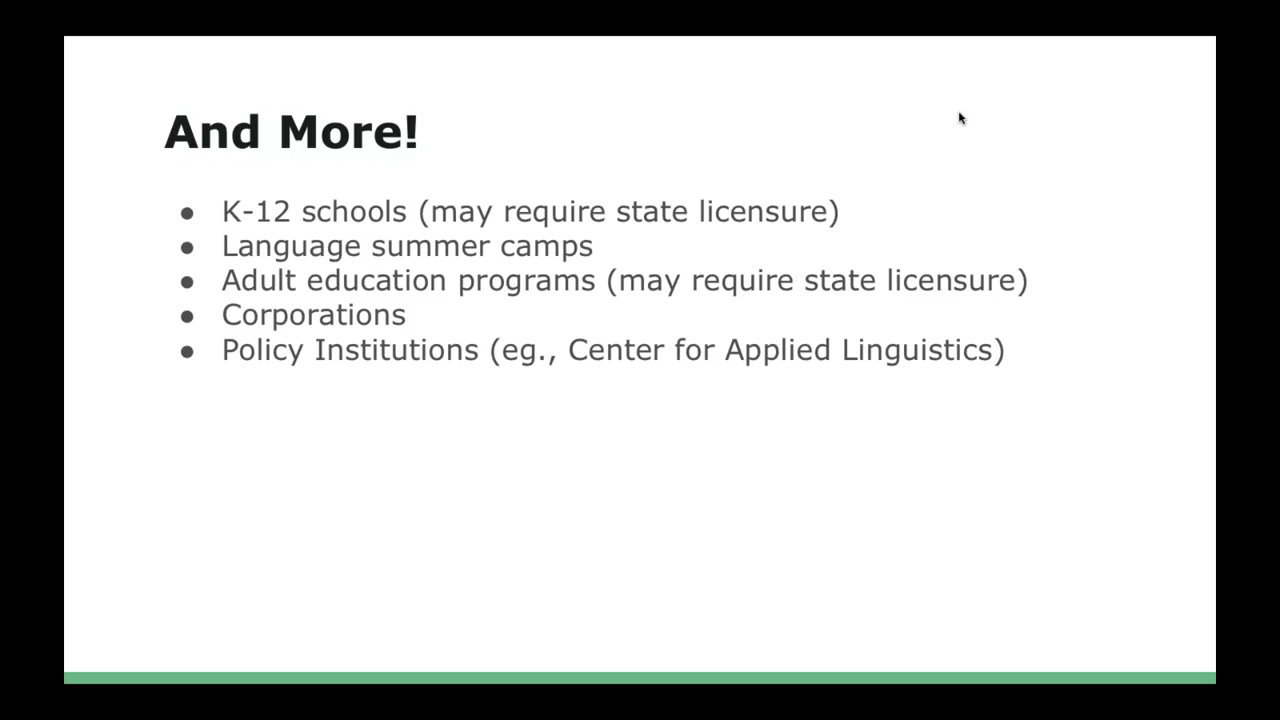 And More!
● K-12 schools (may require state licensure)
● Language summer camps
● Adult education programs (may require state licensure)
● Corporations
● Policy Institutions (eg., Center for Applied Linguistics)